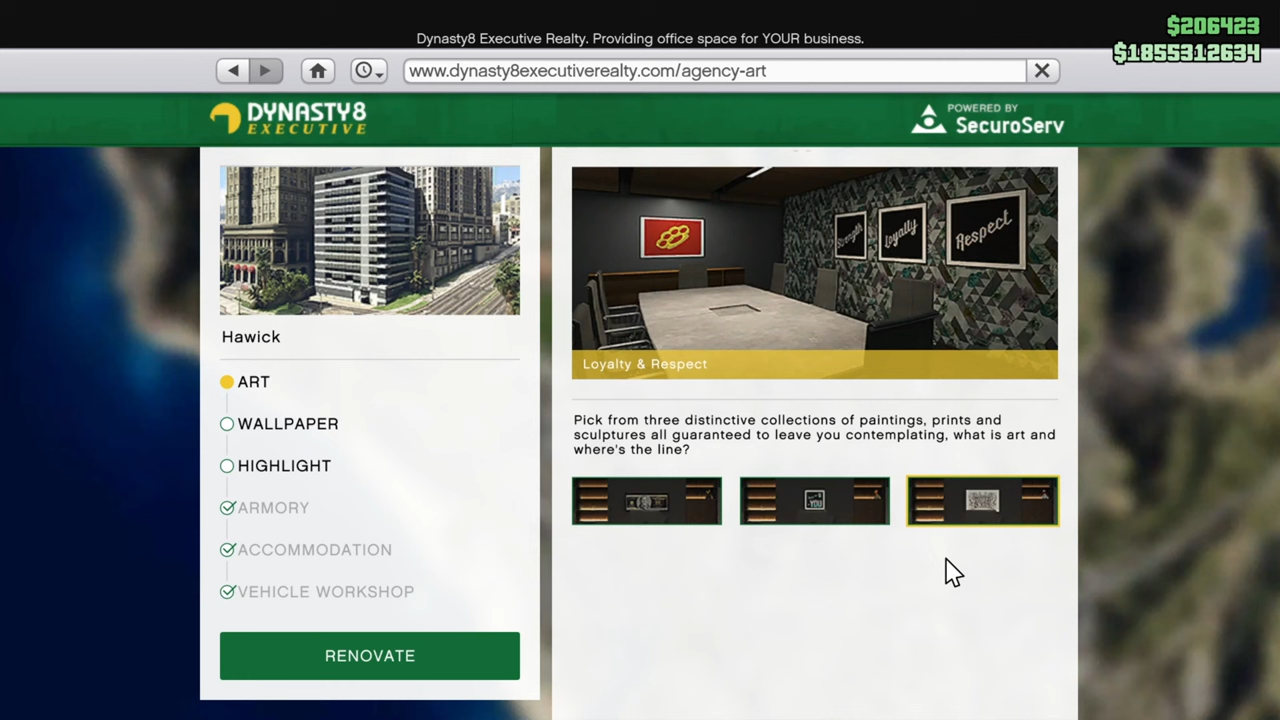 $206423
Dynasty8 Executive Realty. Providing office space for YOUR business.
$1855312634
www.dynasty8executiverealty.com/agency-art
DYNASTY8
EXECUTIVE
POWERED BY
SecuroServ
Strength
Loyalty
Respect
Hawick
Loyalty & Respect
ART
WALLPAPER
HIGHLIGHT
ARMORY
ACCOMMODATION
VEHICLE WORKSHOP
RENOVATE
Pick from three distinctive collections of paintings, prints and
sculptures all guaranteed to leave you contemplating, what is art and
where's the line?
-YOU